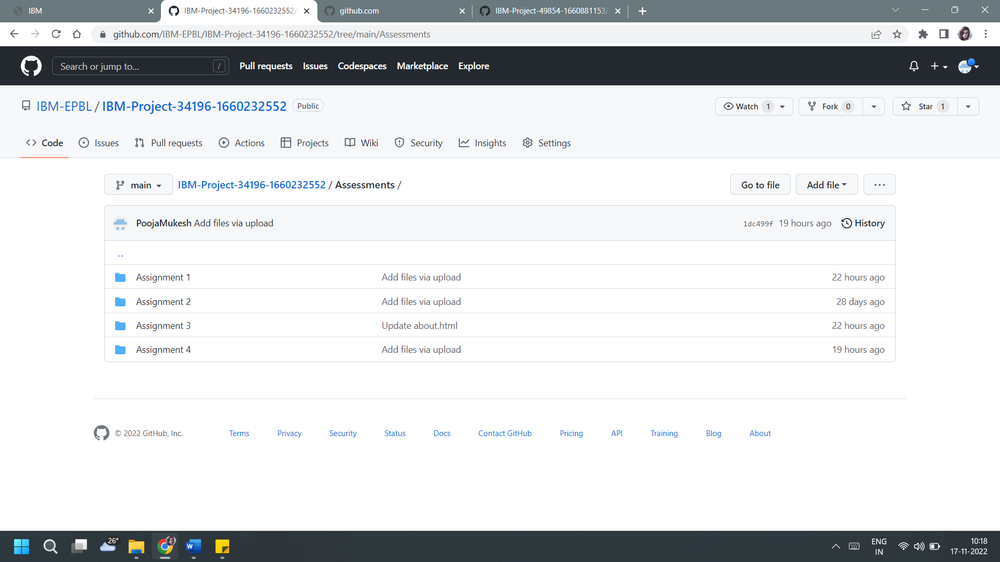 IBM
IBM-Project-34196-1660232552/
github.com
IBM-Project-49854-1660881153/
github.com/IBM-EPBL/IBM-Project-34196-1660232552/tree/main/Assessments
Search or jump to... /
Pull requests Issues Codespaces Marketplace Explore
IBM-EPBL / IBM-Project-34196-1660232552 Public
Watch 1 Fork 0 Star 1
Code Issues Pull requests Actions Projects Wiki Security Insights Settings
main IBM-Project-34196-1660232552 / Assessments /
Go to file Add file ...
PoojaMukesh Add files via upload 1dc499f 19 hours ago History
..
Assignment 1 Add files via upload 22 hours ago
Assignment 2 Add files via upload 28 days ago
Assignment 3 Update about.html 22 hours ago
Assignment 4 Add files via upload 19 hours ago
© 2022 GitHub, Inc. Terms Privacy Security Status Docs Contact GitHub Pricing API Training Blog About
26°
W
ENG
IN
10:18
17-11-2022